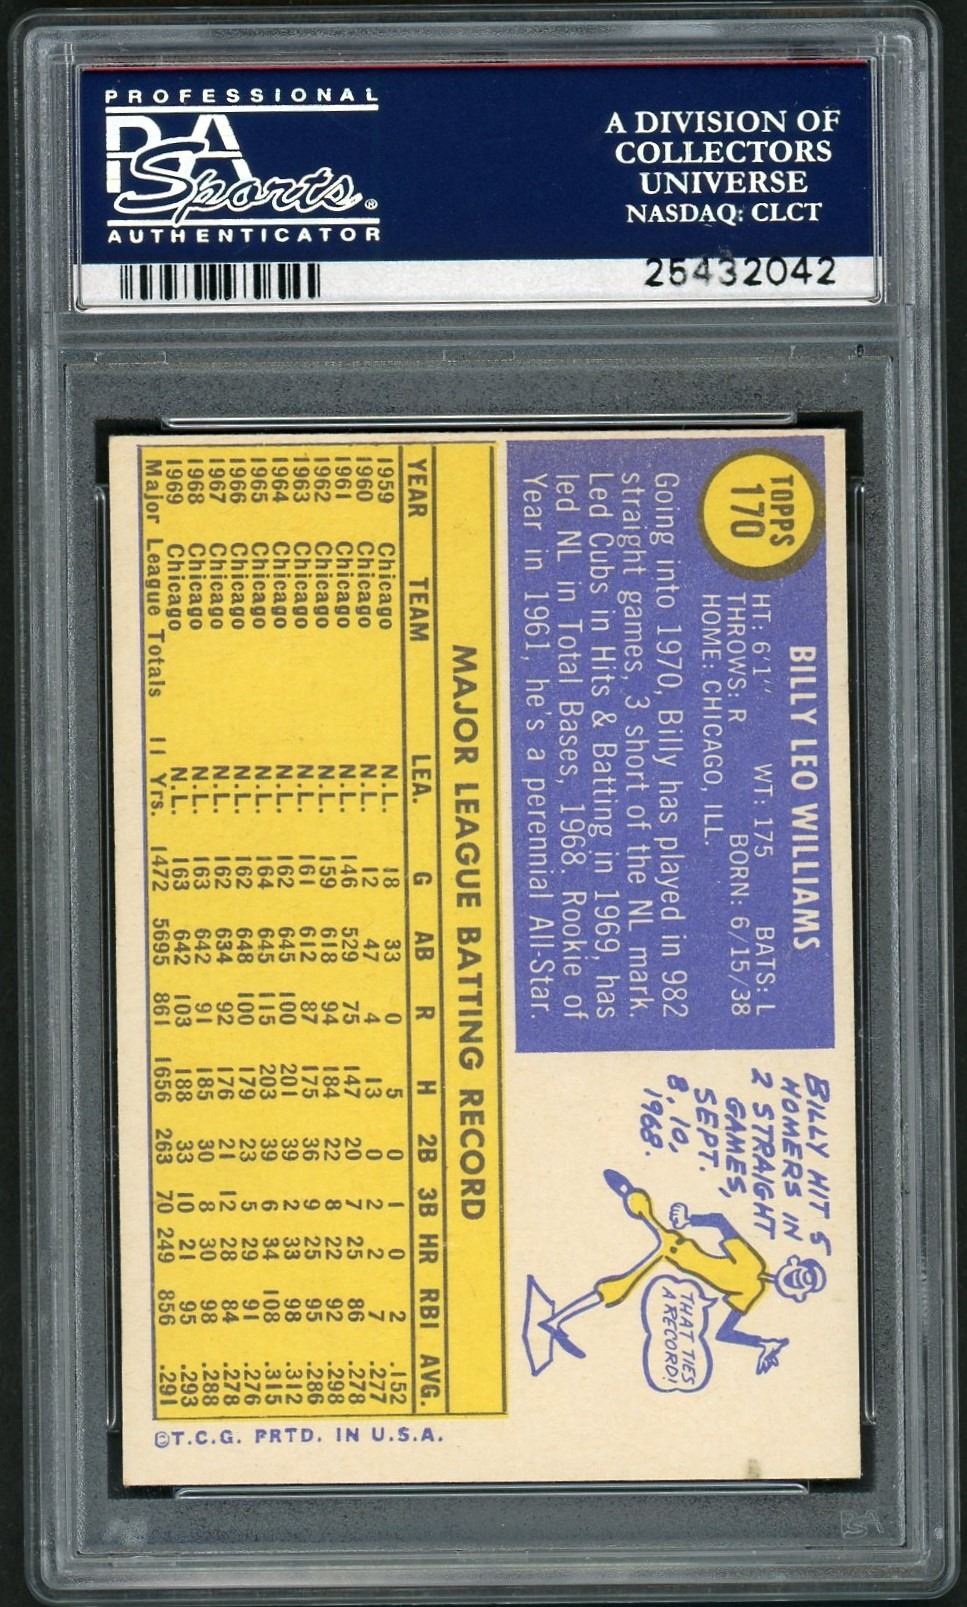 PROFESSIONAL
PSA
Sports®
AUTHENTICATOR
A DIVISION OF
COLLECTORS
UNIVERSE
NASDAQ: CLCT
25432042
TOPPS
170
BILLY LEO WILLIAMS
HT: 6'1" WT: 175 BATS: L
THROWS: R BORN: 6/15/38
HOME: CHICAGO, ILL.
Going into 1970, Billy has played in 982
straight games, 3 short of the NL mark.
Led Cubs in Hits & Batting in 1969, has
led NL in Total Bases, 1968. Rookie of
Year in 1961, he's a perennial All-Star.
BILLY HIT 5
HOMERS IN
2 STRAIGHT
GAMES,
SEPT.
8, 10,
1968.
THAT TIES
A RECORD!
MAJOR LEAGUE BATTING RECORD
YEAR TEAM LEA. G AB R H 2B 3B HR RBI AVG.
1959 Chicago N.L. 18 33 0 5 0 1 0 2 .152
1960 Chicago N.L. 12 47 4 13 0 2 2 7 .277
1961 Chicago N.L. 146 529 75 147 20 7 25 86 .278
1962 Chicago N.L. 159 618 94 184 22 8 22 92 .298
1963 Chicago N.L. 161 612 87 175 36 9 25 95 .286
1964 Chicago N.L. 162 645 100 201 39 2 33 98 .312
1965 Chicago N.L. 164 645 115 203 39 6 34 108 .315
1966 Chicago N.L. 162 648 100 179 23 5 29 91 .276
1967 Chicago N.L. 162 634 92 176 21 12 28 84 .278
1968 Chicago N.L. 163 642 91 185 30 8 30 98 .288
1969 Chicago N.L. 163 642 103 188 33 10 21 95 .293
Major League Totals 11 Yrs. 1472 5695 861 1656 263 70 249 856 .291
©T.C.G. PRTD. IN U.S.A.
PSA